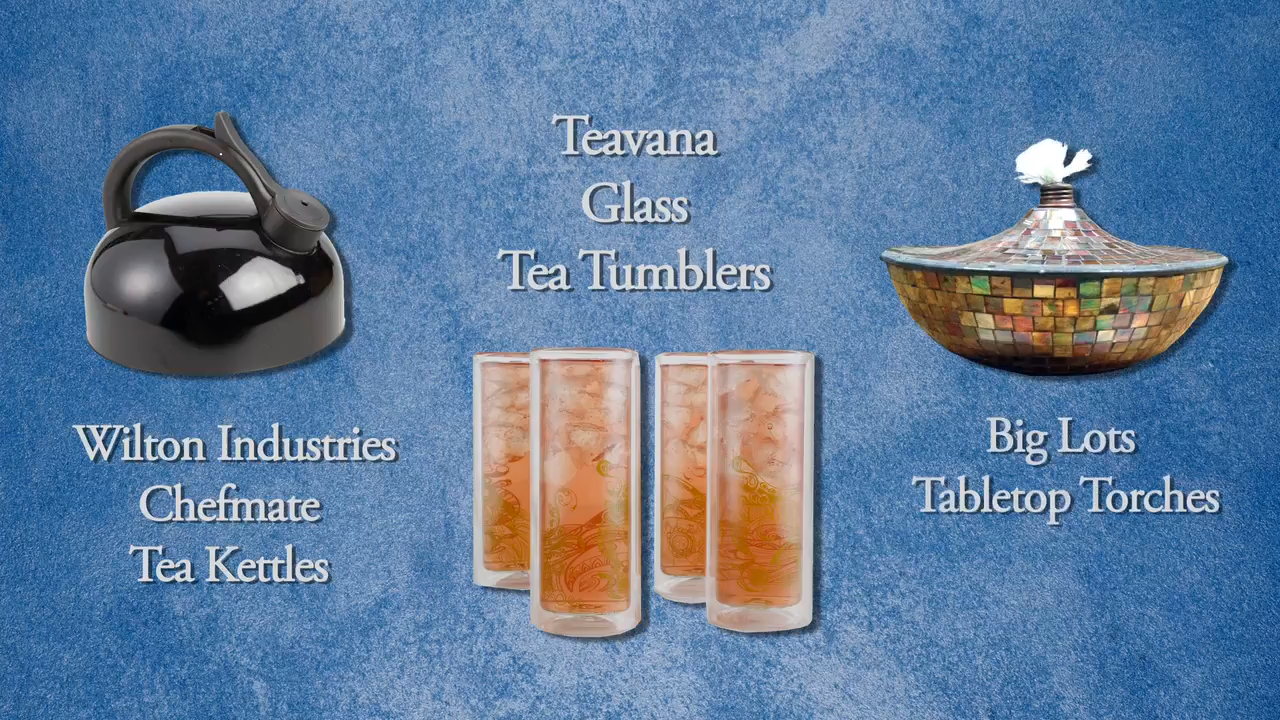 Teavana
Glass
Tea Tumblers
Wilton Industries
Chefmate
Tea Kettles
Big Lots
Tabletop Torches